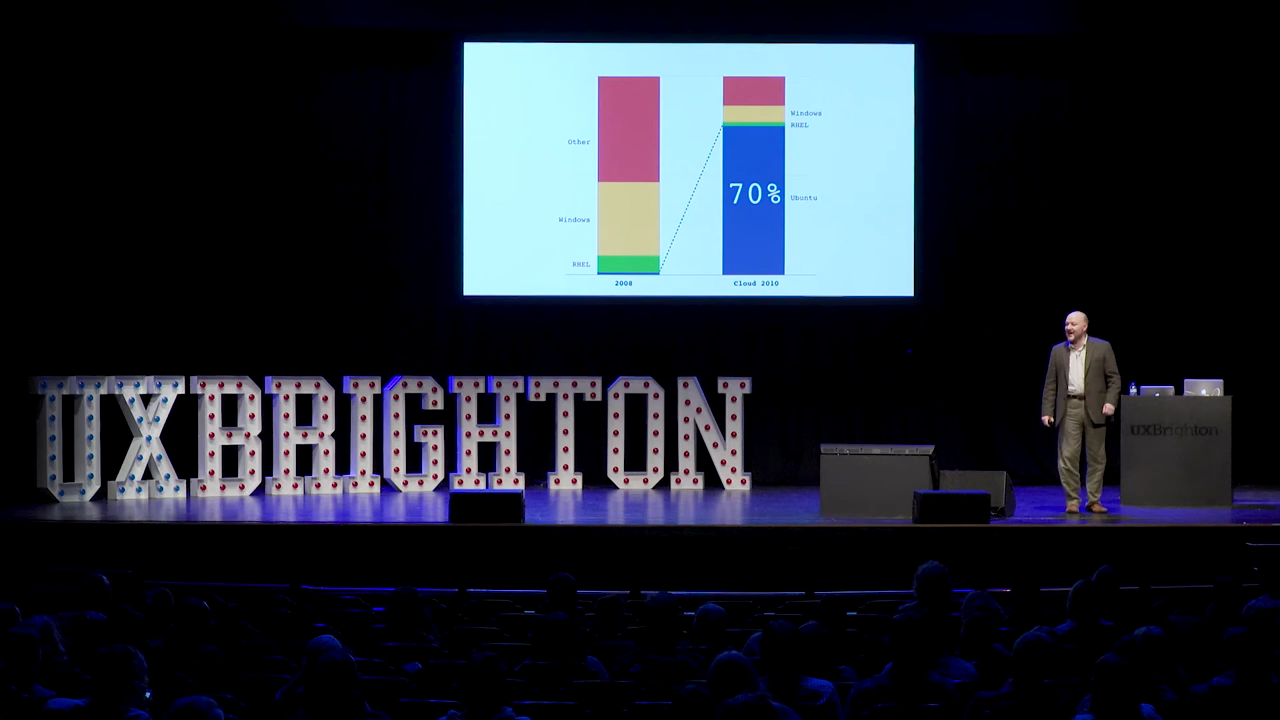 Other
Windows
RHEL
2008
70%
Windows
RHEL
Ubuntu
Cloud 2010
UXBRIGHTON
UXBrighton